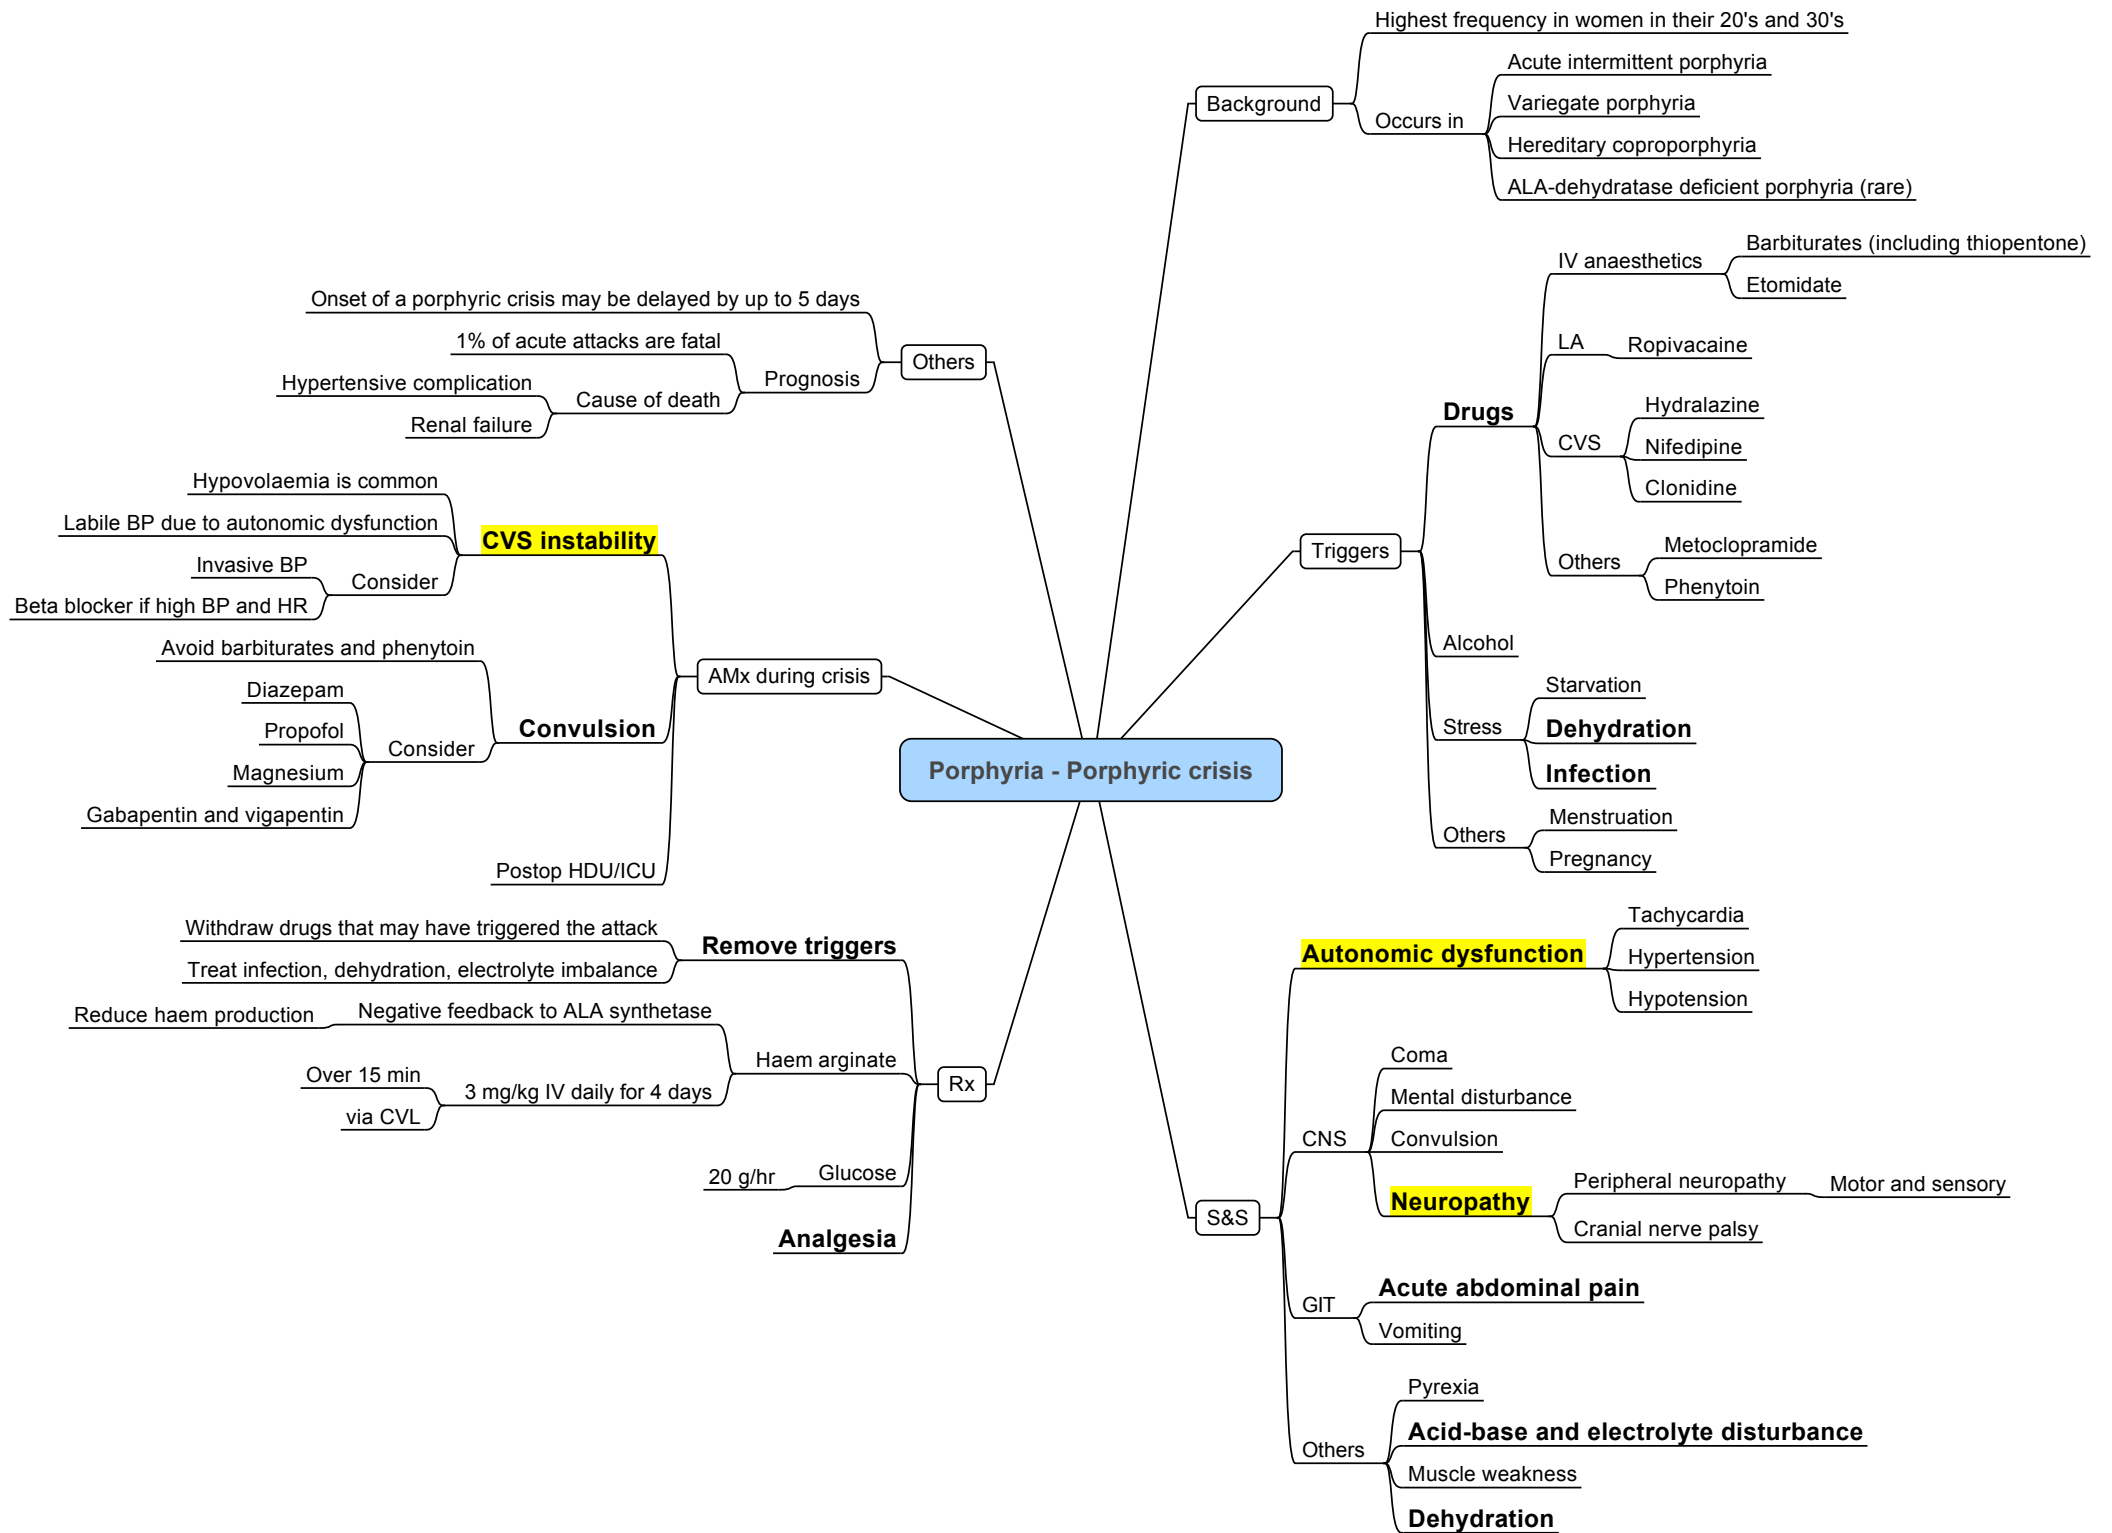 Porphyria - Porphyric crisis
Background
Highest frequency in women in their 20's and 30's
Occurs in
Acute intermittent porphyria
Variegate porphyria
Hereditary coproporphyria
ALA-dehydratase deficient porphyria (rare)
Triggers
Drugs
IV anaesthetics
Barbiturates (including thiopentone)
Etomidate
LA
Ropivacaine
CVS
Hydralazine
Nifedipine
Clonidine
Others
Metoclopramide
Phenytoin
Alcohol
Stress
Starvation
Dehydration
Infection
Others
Menstruation
Pregnancy
S&S
Autonomic dysfunction
Tachycardia
Hypertension
Hypotension
CNS
Coma
Mental disturbance
Convulsion
Neuropathy
Peripheral neuropathy
Motor and sensory
Cranial nerve palsy
GIT
Acute abdominal pain
Vomiting
Others
Pyrexia
Acid-base and electrolyte disturbance
Muscle weakness
Dehydration
Others
Onset of a porphyric crisis may be delayed by up to 5 days
Prognosis
1% of acute attacks are fatal
Cause of death
Hypertensive complication
Renal failure
AMx during crisis
CVS instability
Hypovolaemia is common
Labile BP due to autonomic dysfunction
Consider
Invasive BP
Beta blocker if high BP and HR
Convulsion
Avoid barbiturates and phenytoin
Consider
Diazepam
Propofol
Magnesium
Gabapentin and vigapentin
Postop HDU/ICU
Rx
Remove triggers
Withdraw drugs that may have triggered the attack
Treat infection, dehydration, electrolyte imbalance
Haem arginate
Negative feedback to ALA synthetase
Reduce haem production
3 mg/kg IV daily for 4 days
Over 15 min
via CVL
Glucose
20 g/hr
Analgesia